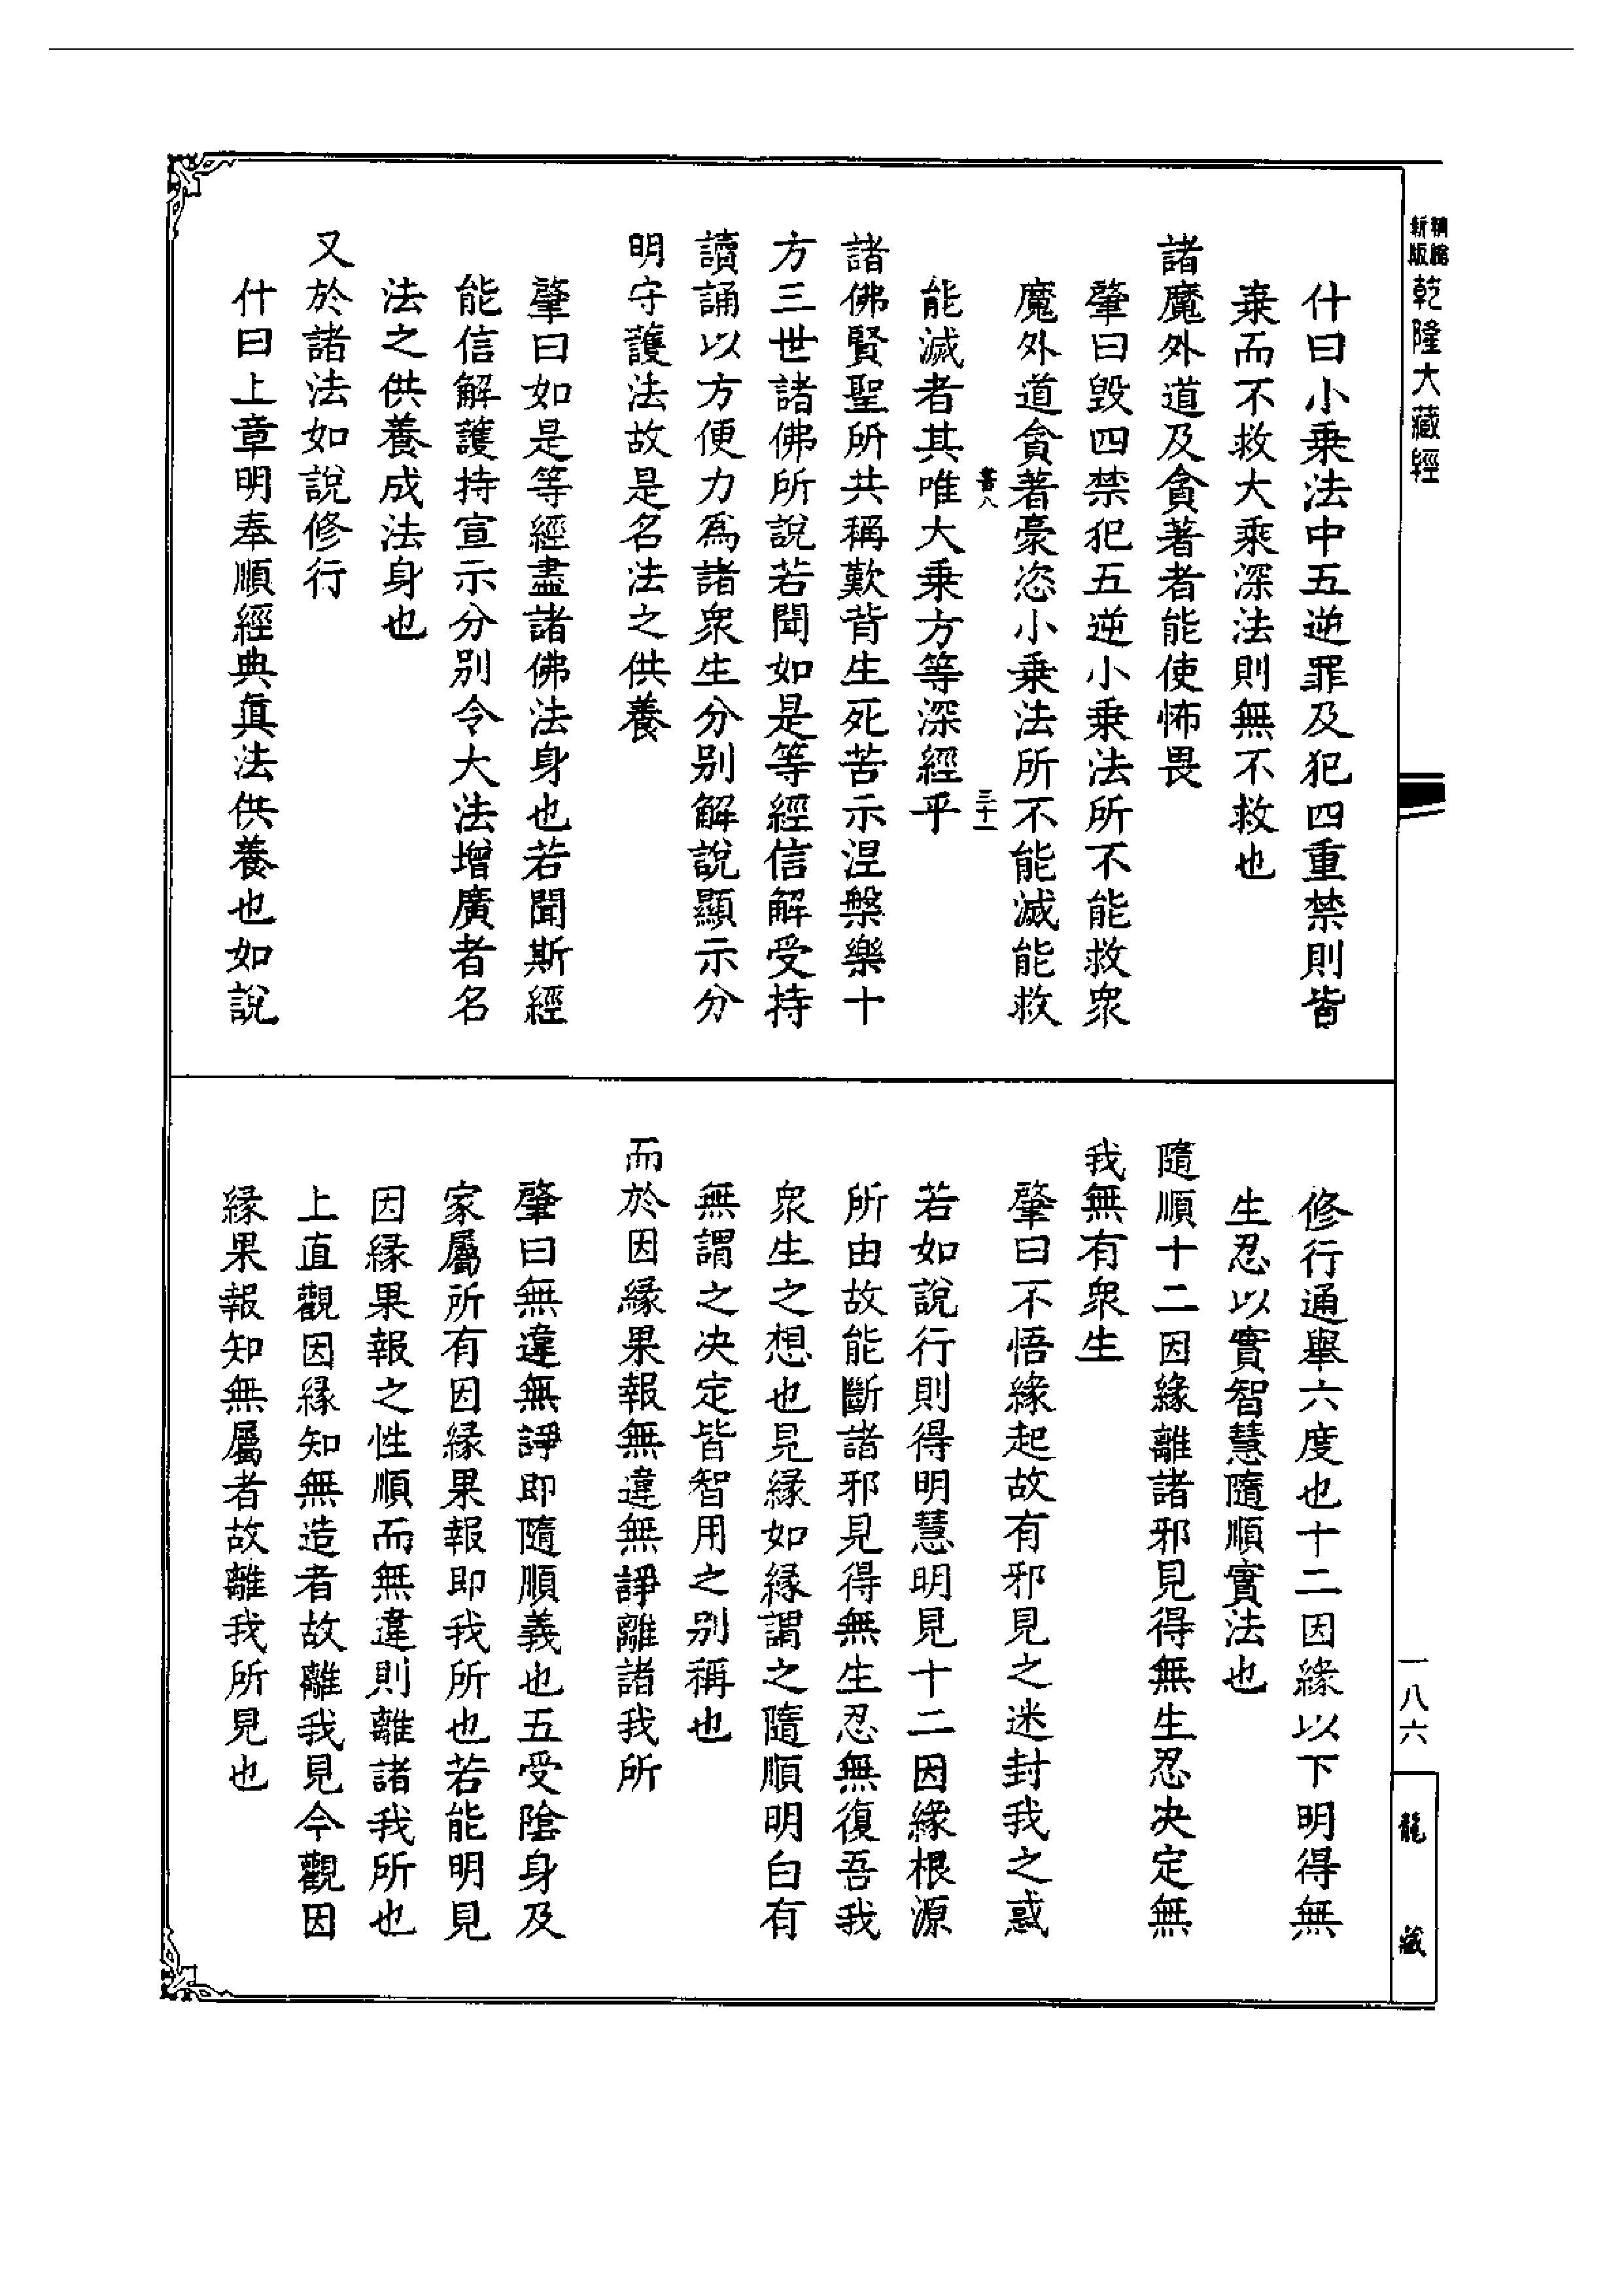 精縮
新版
乾隆大藏經
什曰小乘法中五逆罪及犯四重禁則皆
棄而不救大乘深法則無不救也
諸魔外道及貪著者能使怖畏
肇曰毀四禁犯五逆小乘法所不能救衆
魔外道貪著豪恣小乘法所不能滅能救
書八
三十一
能滅者其唯大乘方等深經乎
諸佛賢聖所共稱歎背生死苦示涅槃樂十
方三世諸佛所說若聞如是等經信解受持
讀誦以方便力爲諸衆生分别解說顯示分
明守護法故是名法之供養
肇曰如是等經盡諸佛法身也若聞斯經
能信解護持宣示分别令大法增廣者名
法之供養成法身也
又於諸法如說修行
什曰上章明奉順經典眞法供養也如說
修行通舉六度也十二因緣以下明得無
生忍以實智慧隨順實法也
隨順十二因緣離諸邪見得無生忍决定無
我無有衆生
肇曰不悟緣起故有邪見之迷封我之惑
若如說行則得明慧明見十二因緣根源
所由故能斷諸邪見得無生忍無復吾我
衆生之想也見緣如緣謂之隨順明白有
無謂之决定皆智用之别稱也
而於因緣果報無違無諍離諸我所
肇曰無違無諍即隨順義也五受陰身及
家屬所有因緣果報即我所也若能明見
因緣果報之性順而無違則離諸我所也
上直觀因緣知無造者故離我見今觀因
緣果報知無屬者故離我所見也
一八六
龍藏